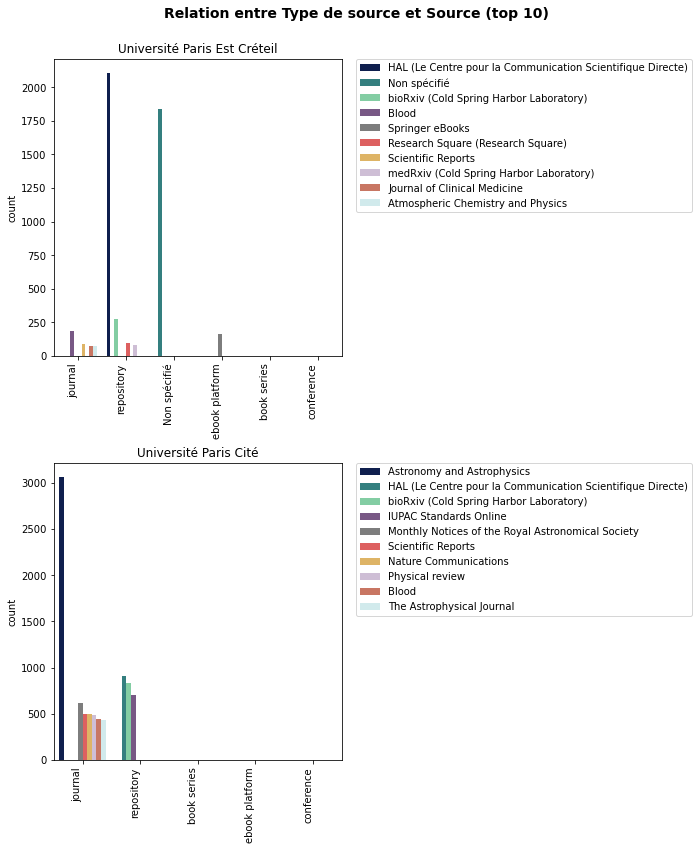 Relation entre Type de source et Source (top 10)
Université Paris Est Créteil
count
2000
1750
1500
1250
1000
750
500
250
0
journal
repository
Non spécifié
ebook platform
book series
conference
HAL (Le Centre pour la Communication Scientifique Directe)
Non spécifié
bioRxiv (Cold Spring Harbor Laboratory)
Blood
Springer eBooks
Research Square (Research Square)
Scientific Reports
medRxiv (Cold Spring Harbor Laboratory)
Journal of Clinical Medicine
Atmospheric Chemistry and Physics
Université Paris Cité
count
3000
2500
2000
1500
1000
500
0
journal
repository
book series
ebook platform
conference
Astronomy and Astrophysics
HAL (Le Centre pour la Communication Scientifique Directe)
bioRxiv (Cold Spring Harbor Laboratory)
IUPAC Standards Online
Monthly Notices of the Royal Astronomical Society
Scientific Reports
Nature Communications
Physical review
Blood
The Astrophysical Journal